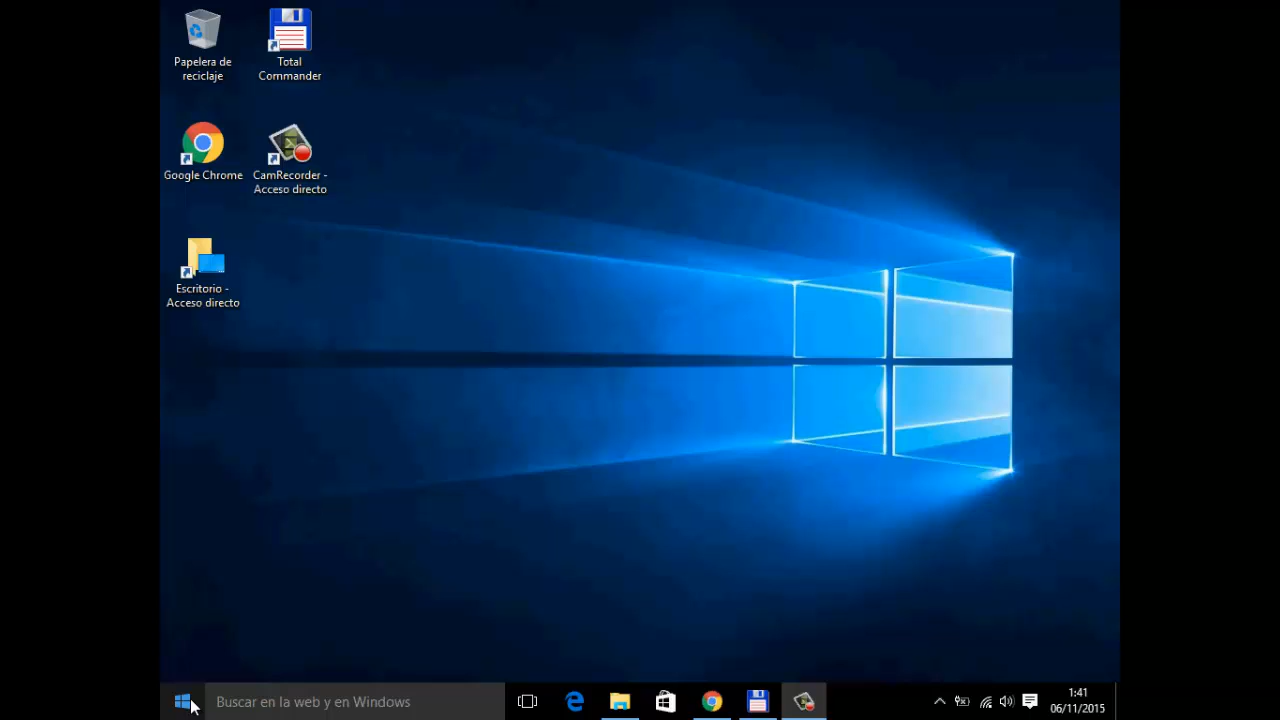 Papelera de
reciclaje
Total
Commander
Google Chrome
CamRecorder -
Acceso directo
Escritorio -
Acceso directo
Buscar en la web y en Windows
1:41
06/11/2015